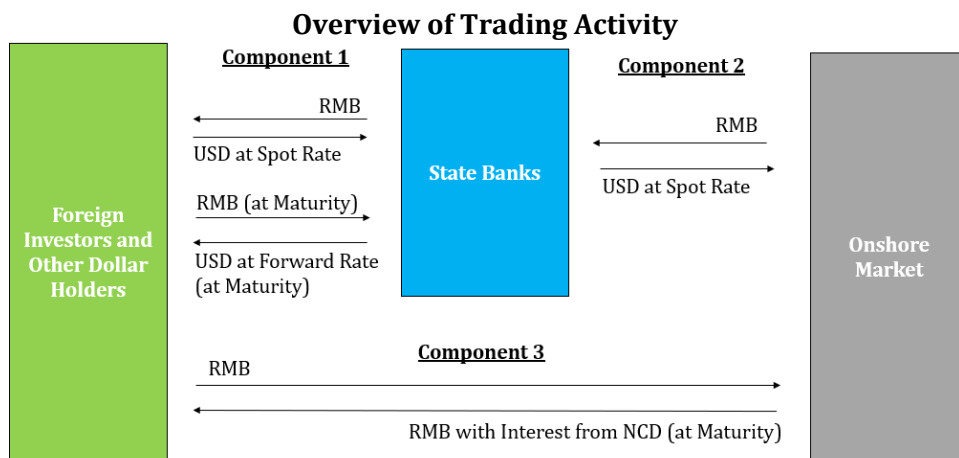 Overview of Trading Activity
Component 1
RMB
USD at Spot Rate
RMB (at Maturity)
USD at Forward Rate
(at Maturity)
Foreign
Investors and
Other Dollar
Holders
State Banks
Component 2
RMB
USD at Spot Rate
Onshore
Market
Component 3
RMB
RMB with Interest from NCD (at Maturity)